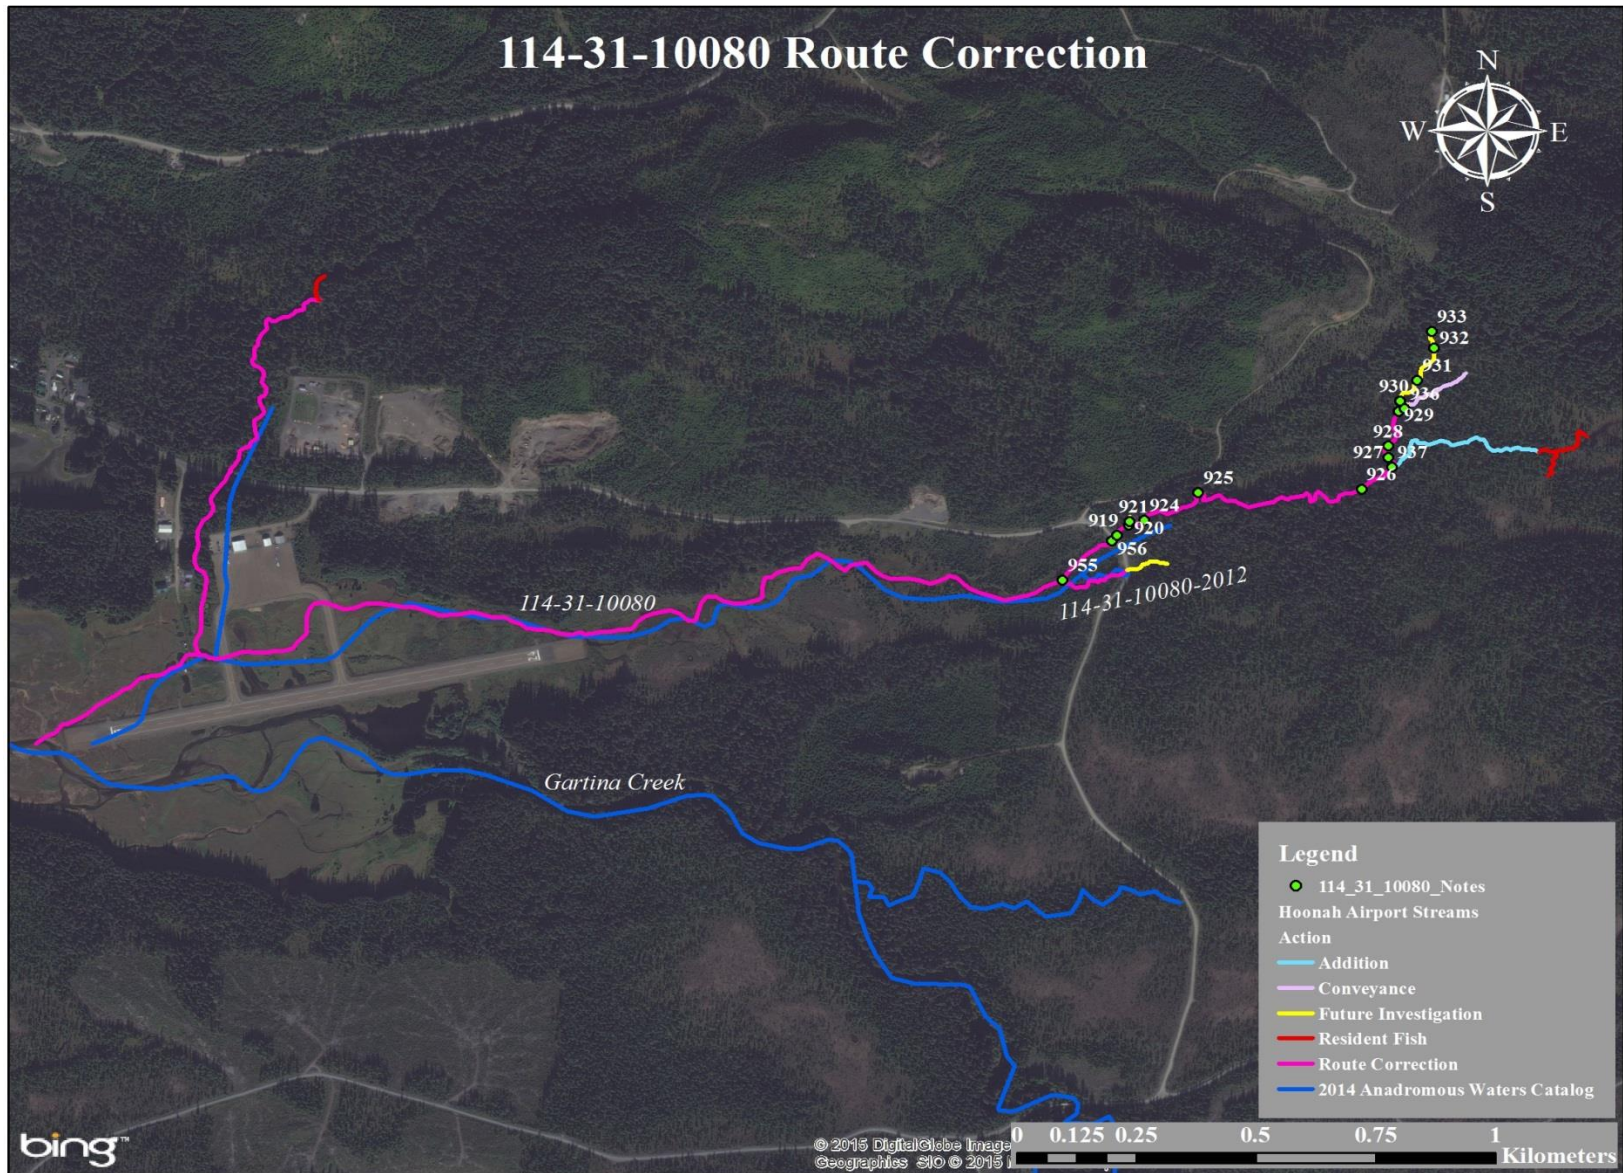 114-31-10080 Route Correction
N
W E
S
933
932
931
930
936
929
928
927 937
926
925
921 924
919
920
956
955
114-31-10080
114-31-10080-2012
Gartina Creek
Legend
114_31_10080_Notes
Hoonah Airport Streams
Action
Addition
Conveyance
Future Investigation
Resident Fish
Route Correction
2014 Anadromous Waters Catalog
bing™
© 2015 DigitalGlobe Image
Geographics SIO © 2015
0 0.125 0.25 0.5 0.75 1
Kilometers